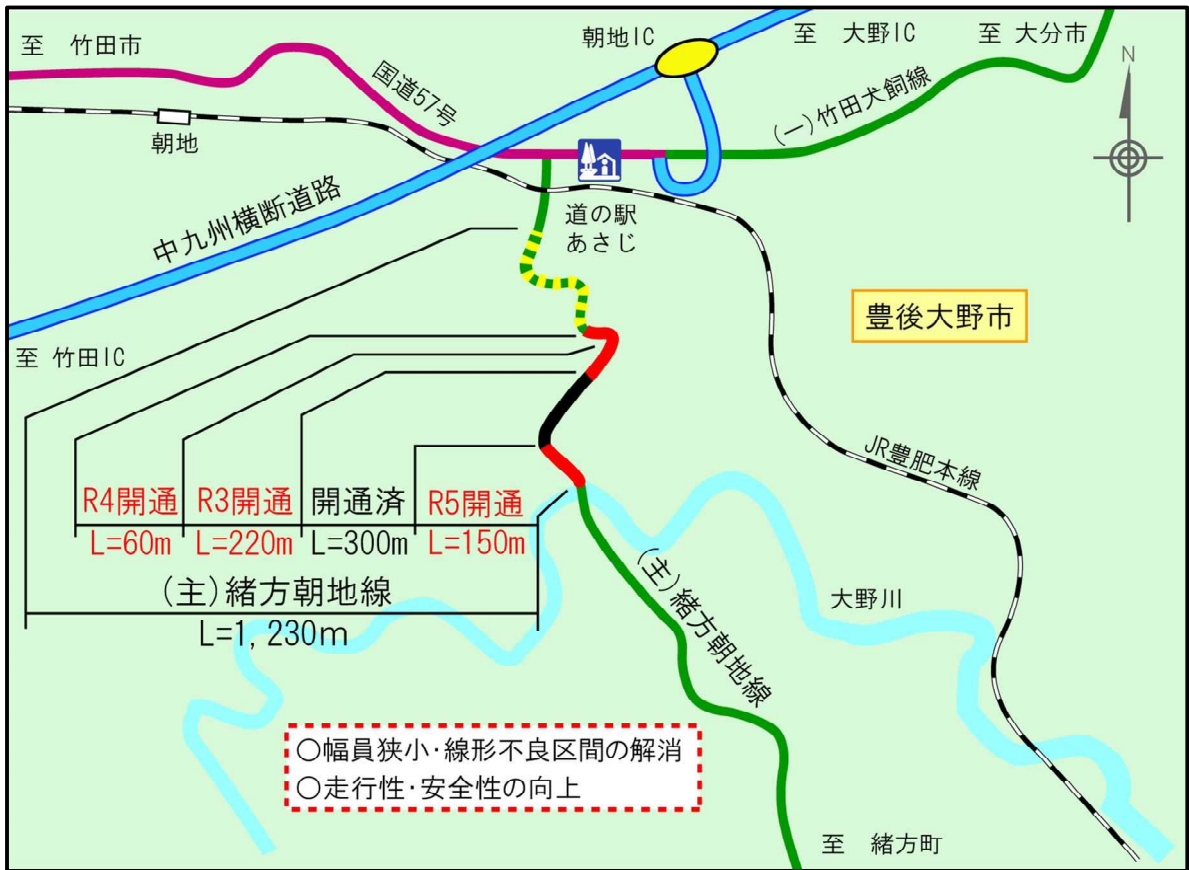 至 竹田市
朝地IC
至 大野IC
至 大分市
N
国道57号
(一)竹田犬飼線
朝地
中九州横断道路
道の駅
あさじ
豊後大野市
至 竹田IC
JR豊肥本線
R4開通
R3開通
開通済
R5開通
L=60m
L=220m
L=300m
L=150m
(主)緒方朝地線
L=1,230m
(主)緒方朝地線
大野川
○幅員狭小・線形不良区間の解消
○走行性・安全性の向上
至 緒方町